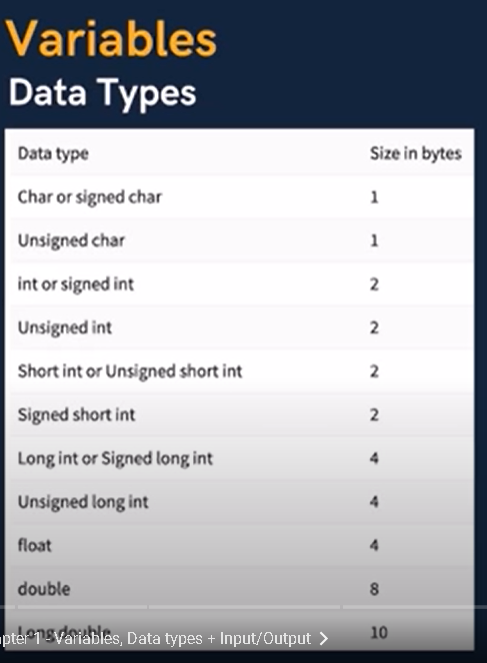 Variables
Data Types
Data type Size in bytes
Char or signed char 1
Unsigned char 1
int or signed int 2
Unsigned int 2
Short int or Unsigned short int 2
Signed short int 2
Long int or Signed long int 4
Unsigned long int 4
float 4
double 8
Long double 10
pter 1 - Variables, Data types + Input/Output >